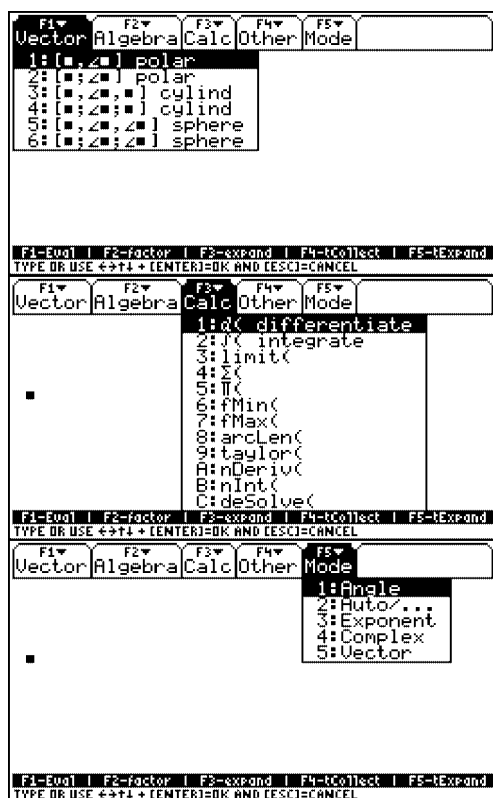 F1▼ F2▼ F3▼ F4▼ F5▼
Vector Algebra Calc Other Mode
1:[■,∠■] polar
2:[■;∠■] polar
3:[■,∠■,■] cylind
4:[■;∠■;■] cylind
5:[■,∠■,∠■] sphere
6:[■;∠■;∠■] sphere
F1-Eval | F2-factor | F3-expand | F4-tCollect | F5-tExpand
TYPE OR USE ←→↑↓ + [ENTER]=OK AND [ESC]=CANCEL
F1▼ F2▼ F3▼ F4▼ F5▼
Vector Algebra Calc Other Mode
1:d( differentiate
2:∫( integrate
3:limit(
4:Σ(
5:Π(
6:fMin(
7:fMax(
8:arcLen(
9:taylor(
A:nDeriv(
B:nInt(
C:deSolve(
F1-Eval | F2-factor | F3-expand | F4-tCollect | F5-tExpand
TYPE OR USE ←→↑↓ + [ENTER]=OK AND [ESC]=CANCEL
F1▼ F2▼ F3▼ F4▼ F5▼
Vector Algebra Calc Other Mode
1:Angle
2:Auto/...
3:Exponent
4:Complex
5:Vector
F1-Eval | F2-factor | F3-expand | F4-tCollect | F5-tExpand
TYPE OR USE ←→↑↓ + [ENTER]=OK AND [ESC]=CANCEL